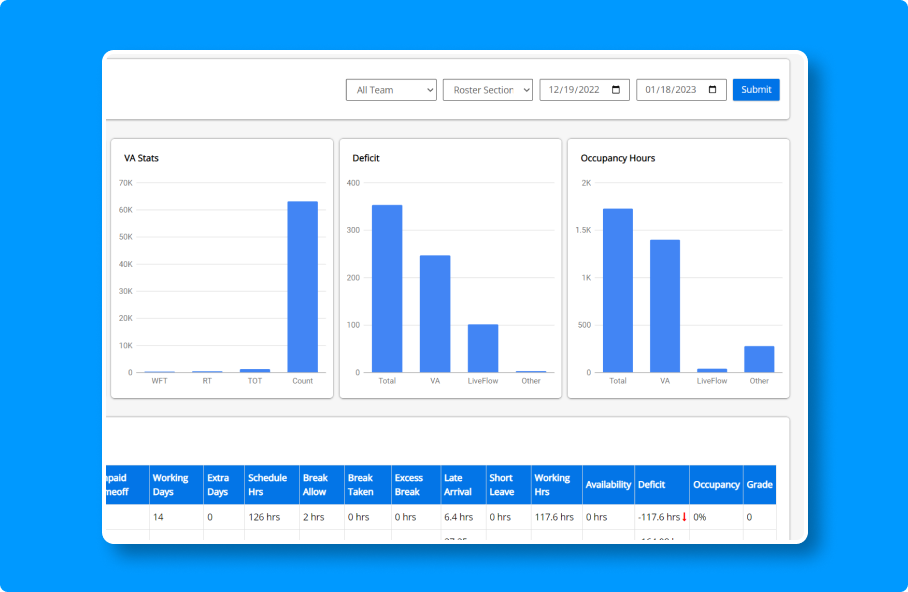 All Team Roster Section 12/19/2022 01/18/2023 Submit
VA Stats
70K
60K
50K
40K
30K
20K
10K
0
WFT RT TOT Count
Deficit
400
300
200
100
0
Total VA LiveFlow Other
Occupancy Hours
2K
1.5K
1K
500
0
Total VA LiveFlow Other
npaid Working Extra Schedule Break Break Excess Late Short Working Availability Deficit Occupancy Grade
meoff Days Days Hrs Allow Taken Break Arrival Leave Hrs
14 0 126 hrs 2 hrs 0 hrs 0 hrs 6.4 hrs 0 hrs 117.6 hrs 0 hrs -117.6 hrs 0% 0